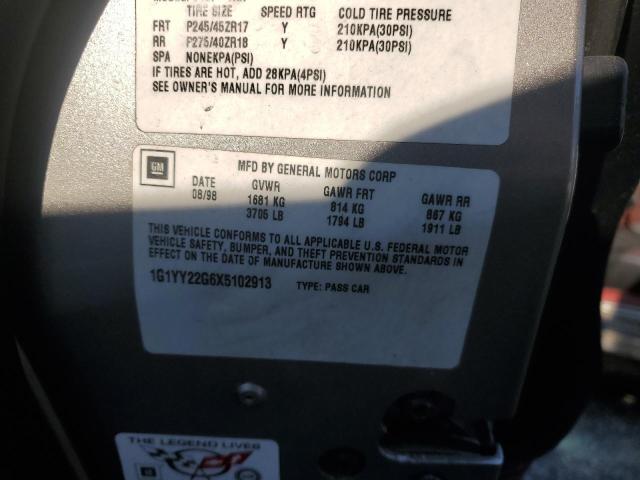 TIRE SIZE SPEED RTG COLD TIRE PRESSURE
FRT P245/45ZR17 Y 210KPA(30PSI)
RR P275/40ZR18 Y 210KPA(30PSI)
SPA NONEKPA(PSI)
IF TIRES ARE HOT, ADD 28KPA(4PSI)
SEE OWNER'S MANUAL FOR MORE INFORMATION
GM MFD BY GENERAL MOTORS CORP
DATE GVWR GAWR FRT GAWR RR
08/98 1681 KG 814 KG 867 KG
3705 LB 1794 LB 1911 LB
THIS VEHICLE CONFORMS TO ALL APPLICABLE U.S. FEDERAL MOTOR
VEHICLE SAFETY, BUMPER, AND THEFT PREVENTION STANDARDS IN
EFFECT ON THE DATE OF MANUFACTURE SHOWN ABOVE.
1G1YY22G6X5102913 TYPE: PASS CAR
THE LEGEND LIVES